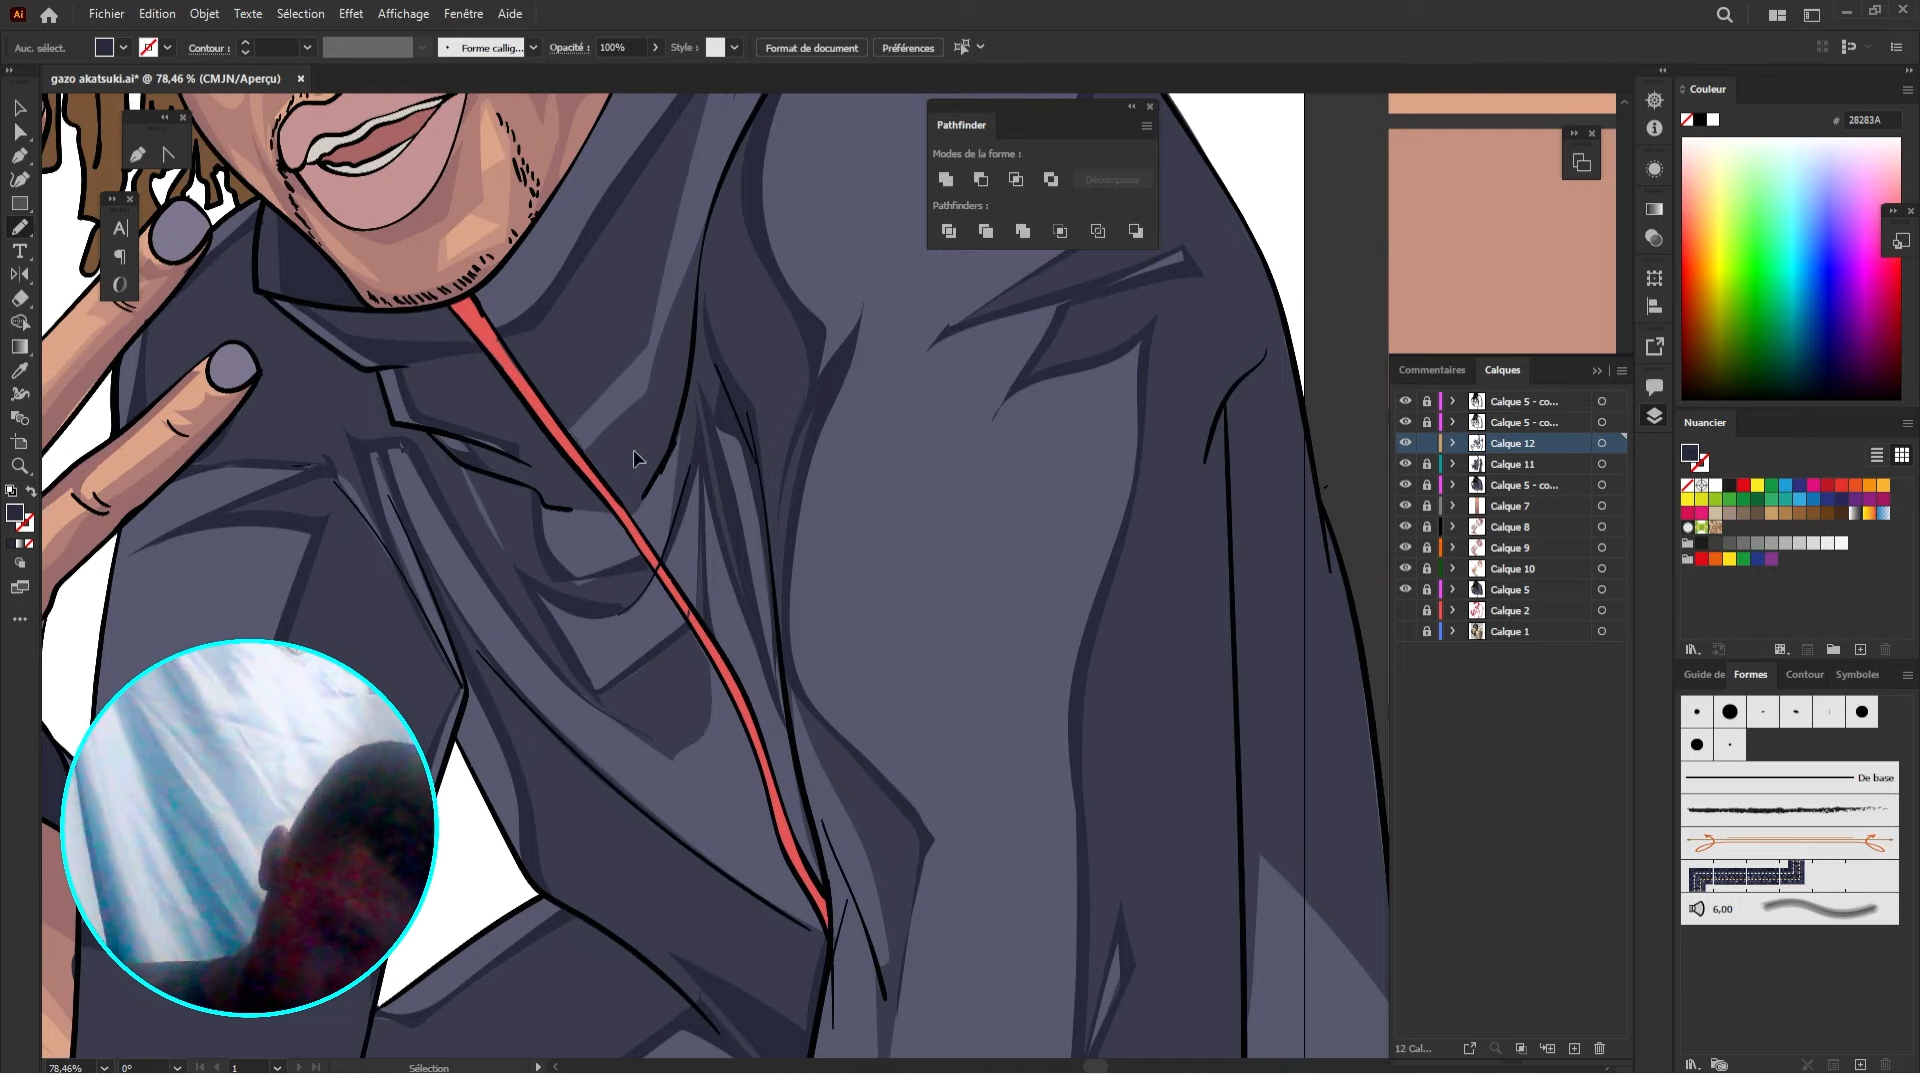 Ai
Fichier Edition Objet Texte Sélection Effet Affichage Fenêtre Aide
Auc. sélect. Contour : Forme callig... Opacité : 100% Style : Format de document Préférences
gazo akatsuki.ai* @ 78,46 % (CMJN/Aperçu)
Pathfinder
Modes de la forme :
Décomposer
Pathfinders :
Couleur
# 28283A
Commentaires Calques
Calque 5 - co...
Calque 5 - co...
Calque 12
Calque 11
Calque 5 - co...
Calque 7
Calque 8
Calque 9
Calque 10
Calque 5
Calque 2
Calque 1
12 Cal...
Nuancier
Guide de Formes Contour Symboles
De base
6,00
78,46% 0° 1 Sélection